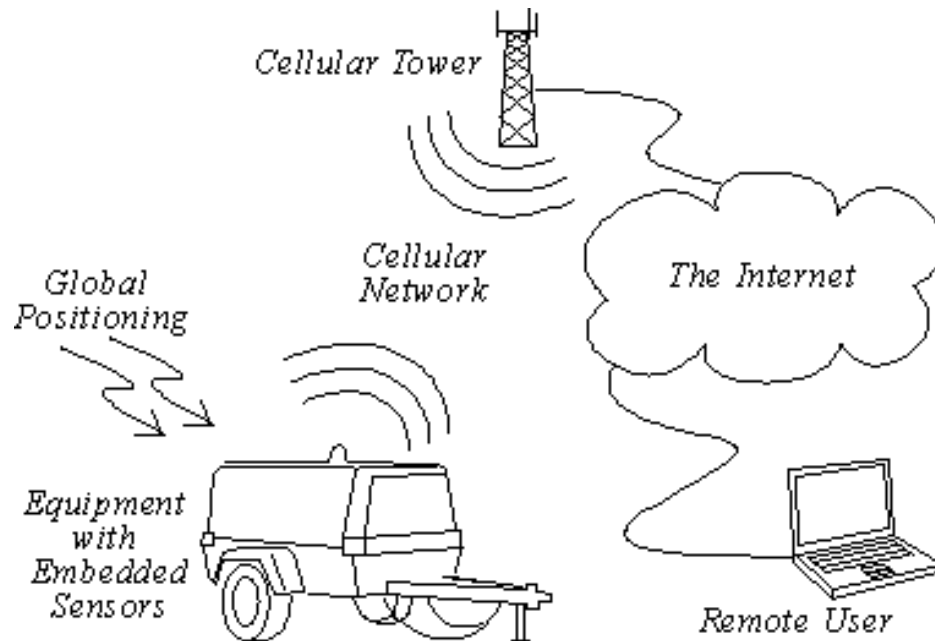 Cellular Tower
Cellular
Network
The Internet
Global
Positioning
Equipment
with
Embedded
Sensors
Remote User